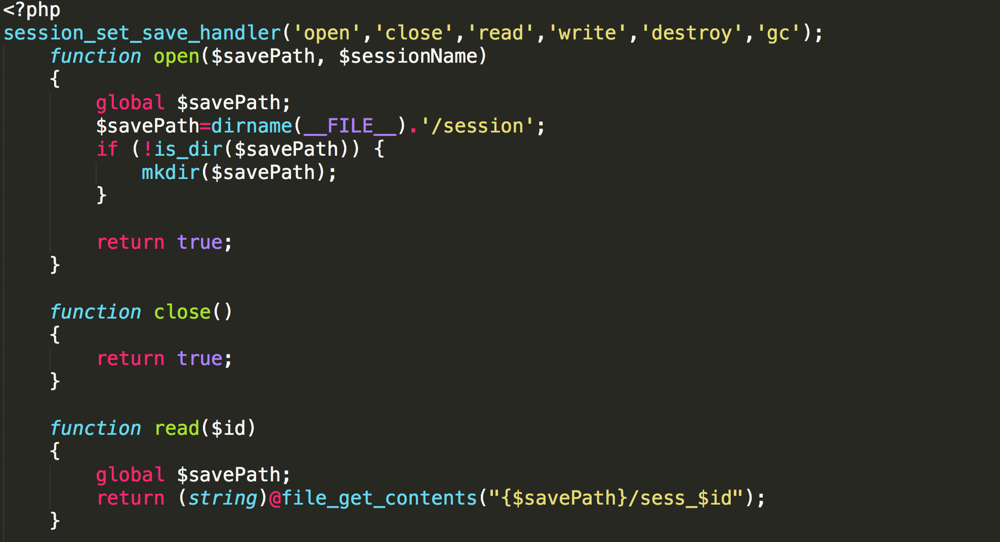 <?php
session_set_save_handler('open','close','read','write','destroy','gc');
    function open($savePath, $sessionName)
    {
        global $savePath;
        $savePath=dirname(__FILE__).'/session';
        if (!is_dir($savePath)) {
            mkdir($savePath);
        }

        return true;
    }

    function close()
    {
        return true;
    }

    function read($id)
    {
        global $savePath;
        return (string)@file_get_contents("{$savePath}/sess_$id");
    }